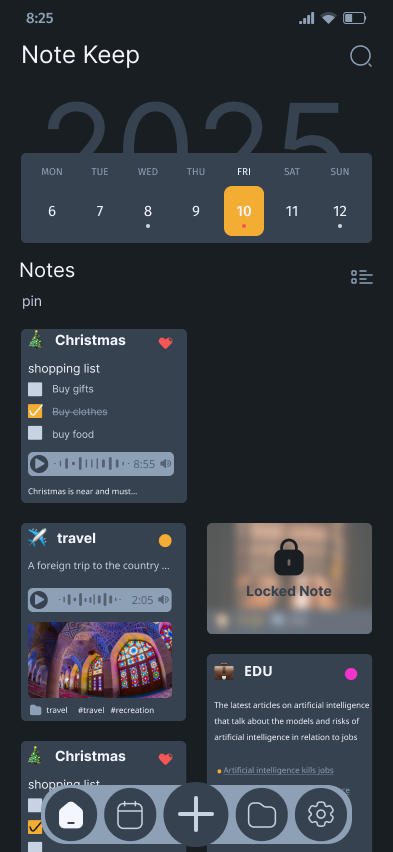 8:25
Note Keep
2025
MON TUE WED THU FRI SAT SUN
6 7 8 9 10 11 12
Notes
pin
Christmas
shopping list
Buy gifts
Buy clothes
buy food
8:55
Christmas is near and must...
travel
A foreign trip to the country ...
2:05
travel #travel #recreation
Locked Note
EDU
The latest articles on artificial intelligence
that talk about the models and risks of
artificial intelligence in relation to jobs
Artificial intelligence kills jobs
Christmas
shopping list